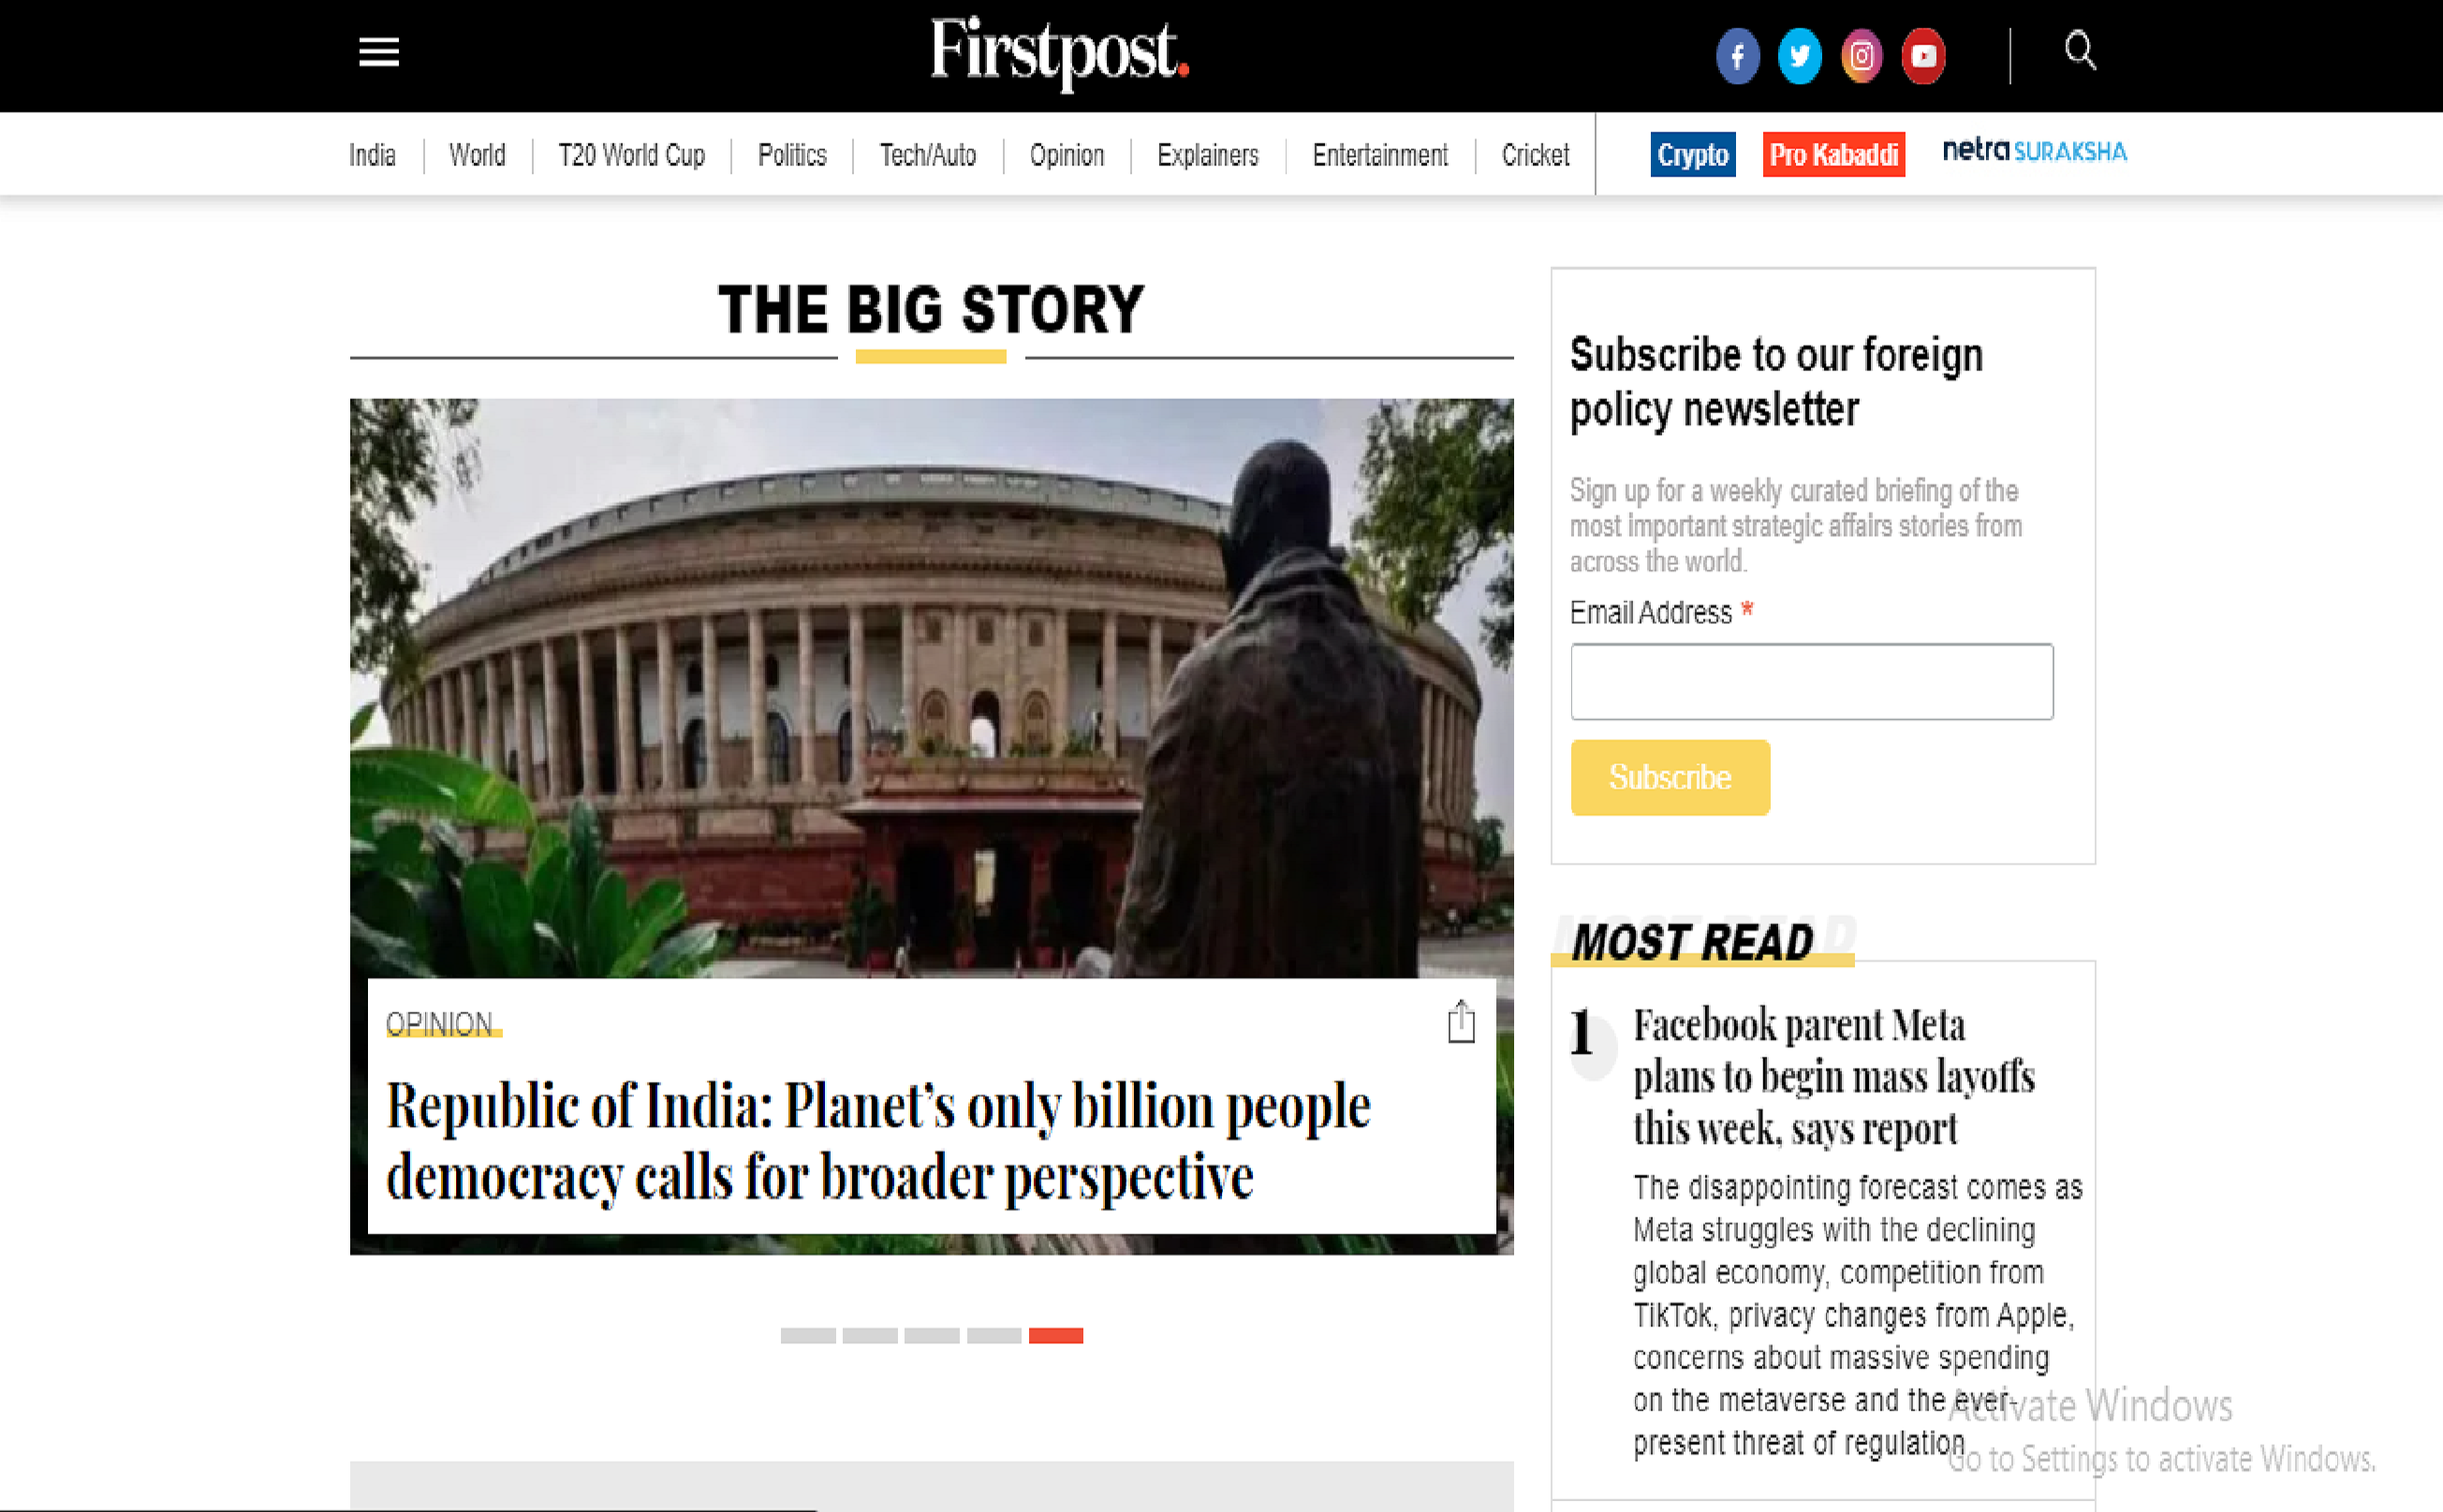 Firstpost.
India
World
T20 World Cup
Politics
Tech/Auto
Opinion
Explainers
Entertainment
Cricket
Crypto
Pro Kabaddi
netra SURAKSHA
THE BIG STORY
OPINION
Republic of India: Planet's only billion people
democracy calls for broader perspective
Subscribe to our foreign
policy newsletter
Sign up for a weekly curated briefing of the
most important strategic affairs stories from
across the world.
Email Address *
Subscribe
MOST READ
1
Facebook parent Meta
plans to begin mass layoffs
this week, says report
The disappointing forecast comes as
Meta struggles with the declining
global economy, competition from
TikTok, privacy changes from Apple,
concerns about massive spending
on the metaverse and the ever-
present threat of regulation
Activate Windows
Go to Settings to activate Windows.